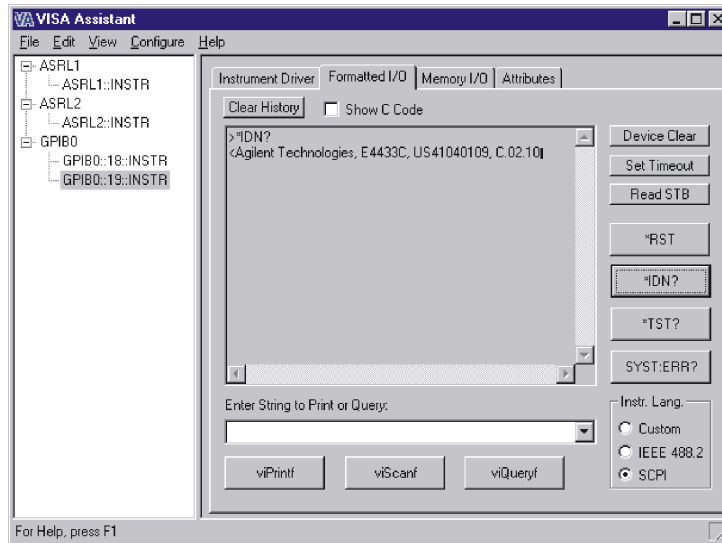 VISA Assistant
File Edit View Configure Help
ASRL1
ASRL1::INSTR
ASRL2
ASRL2::INSTR
GPIB0
GPIB0::18::INSTR
GPIB0::19::INSTR
Instrument Driver Formatted I/O Memory I/O Attributes
Clear History Show C Code
>*IDN?
<Agilent Technologies, E4433C, US41040109, C.02.10
Device Clear
Set Timeout
Read STB
*RST
*IDN?
*TST?
SYST:ERR?
Enter String to Print or Query:
viPrintf viScanf viQueryf
Instr. Lang.
Custom
IEEE 488.2
SCPI
For Help, press F1